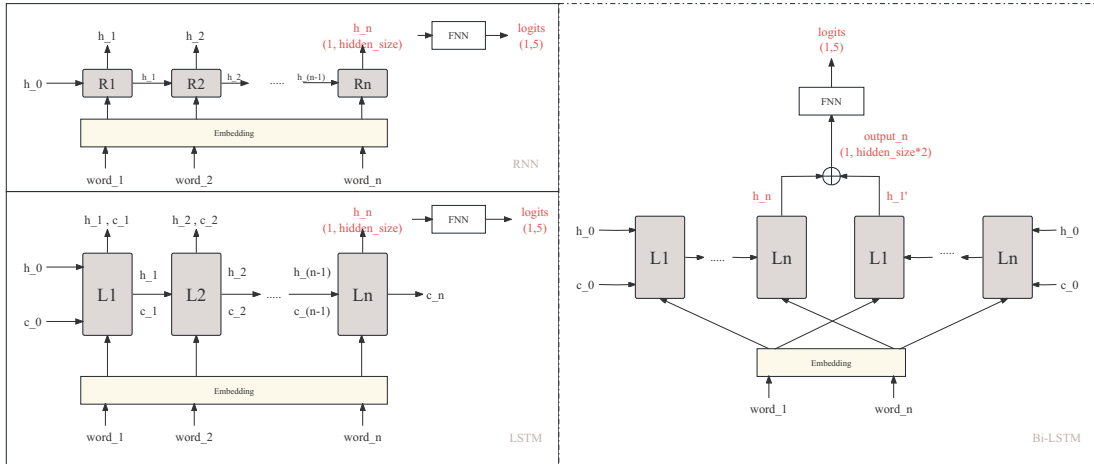 h_1
h_2
h_n
(1, hidden_size)
FNN
logits
(1,5)
h_0
R1
h_1
R2
h_2
.....
h_(n-1)
Rn
Embedding
RNN
word_1
word_2
word_n
h_1 , c_1
h_2 , c_2
h_n
(1, hidden_size)
FNN
logits
(1,5)
h_0
c_0
L1
h_1
c_1
L2
h_2
c_2
.....
h_(n-1)
c_(n-1)
Ln
c_n
Embedding
word_1
word_2
word_n
LSTM
logits
(1,5)
FNN
output_n
(1, hidden_size*2)
h_n
h_1'
h_0
c_0
L1
.....
Ln
L1
.....
Ln
h_0
c_0
Embedding
word_1
word_n
Bi-LSTM